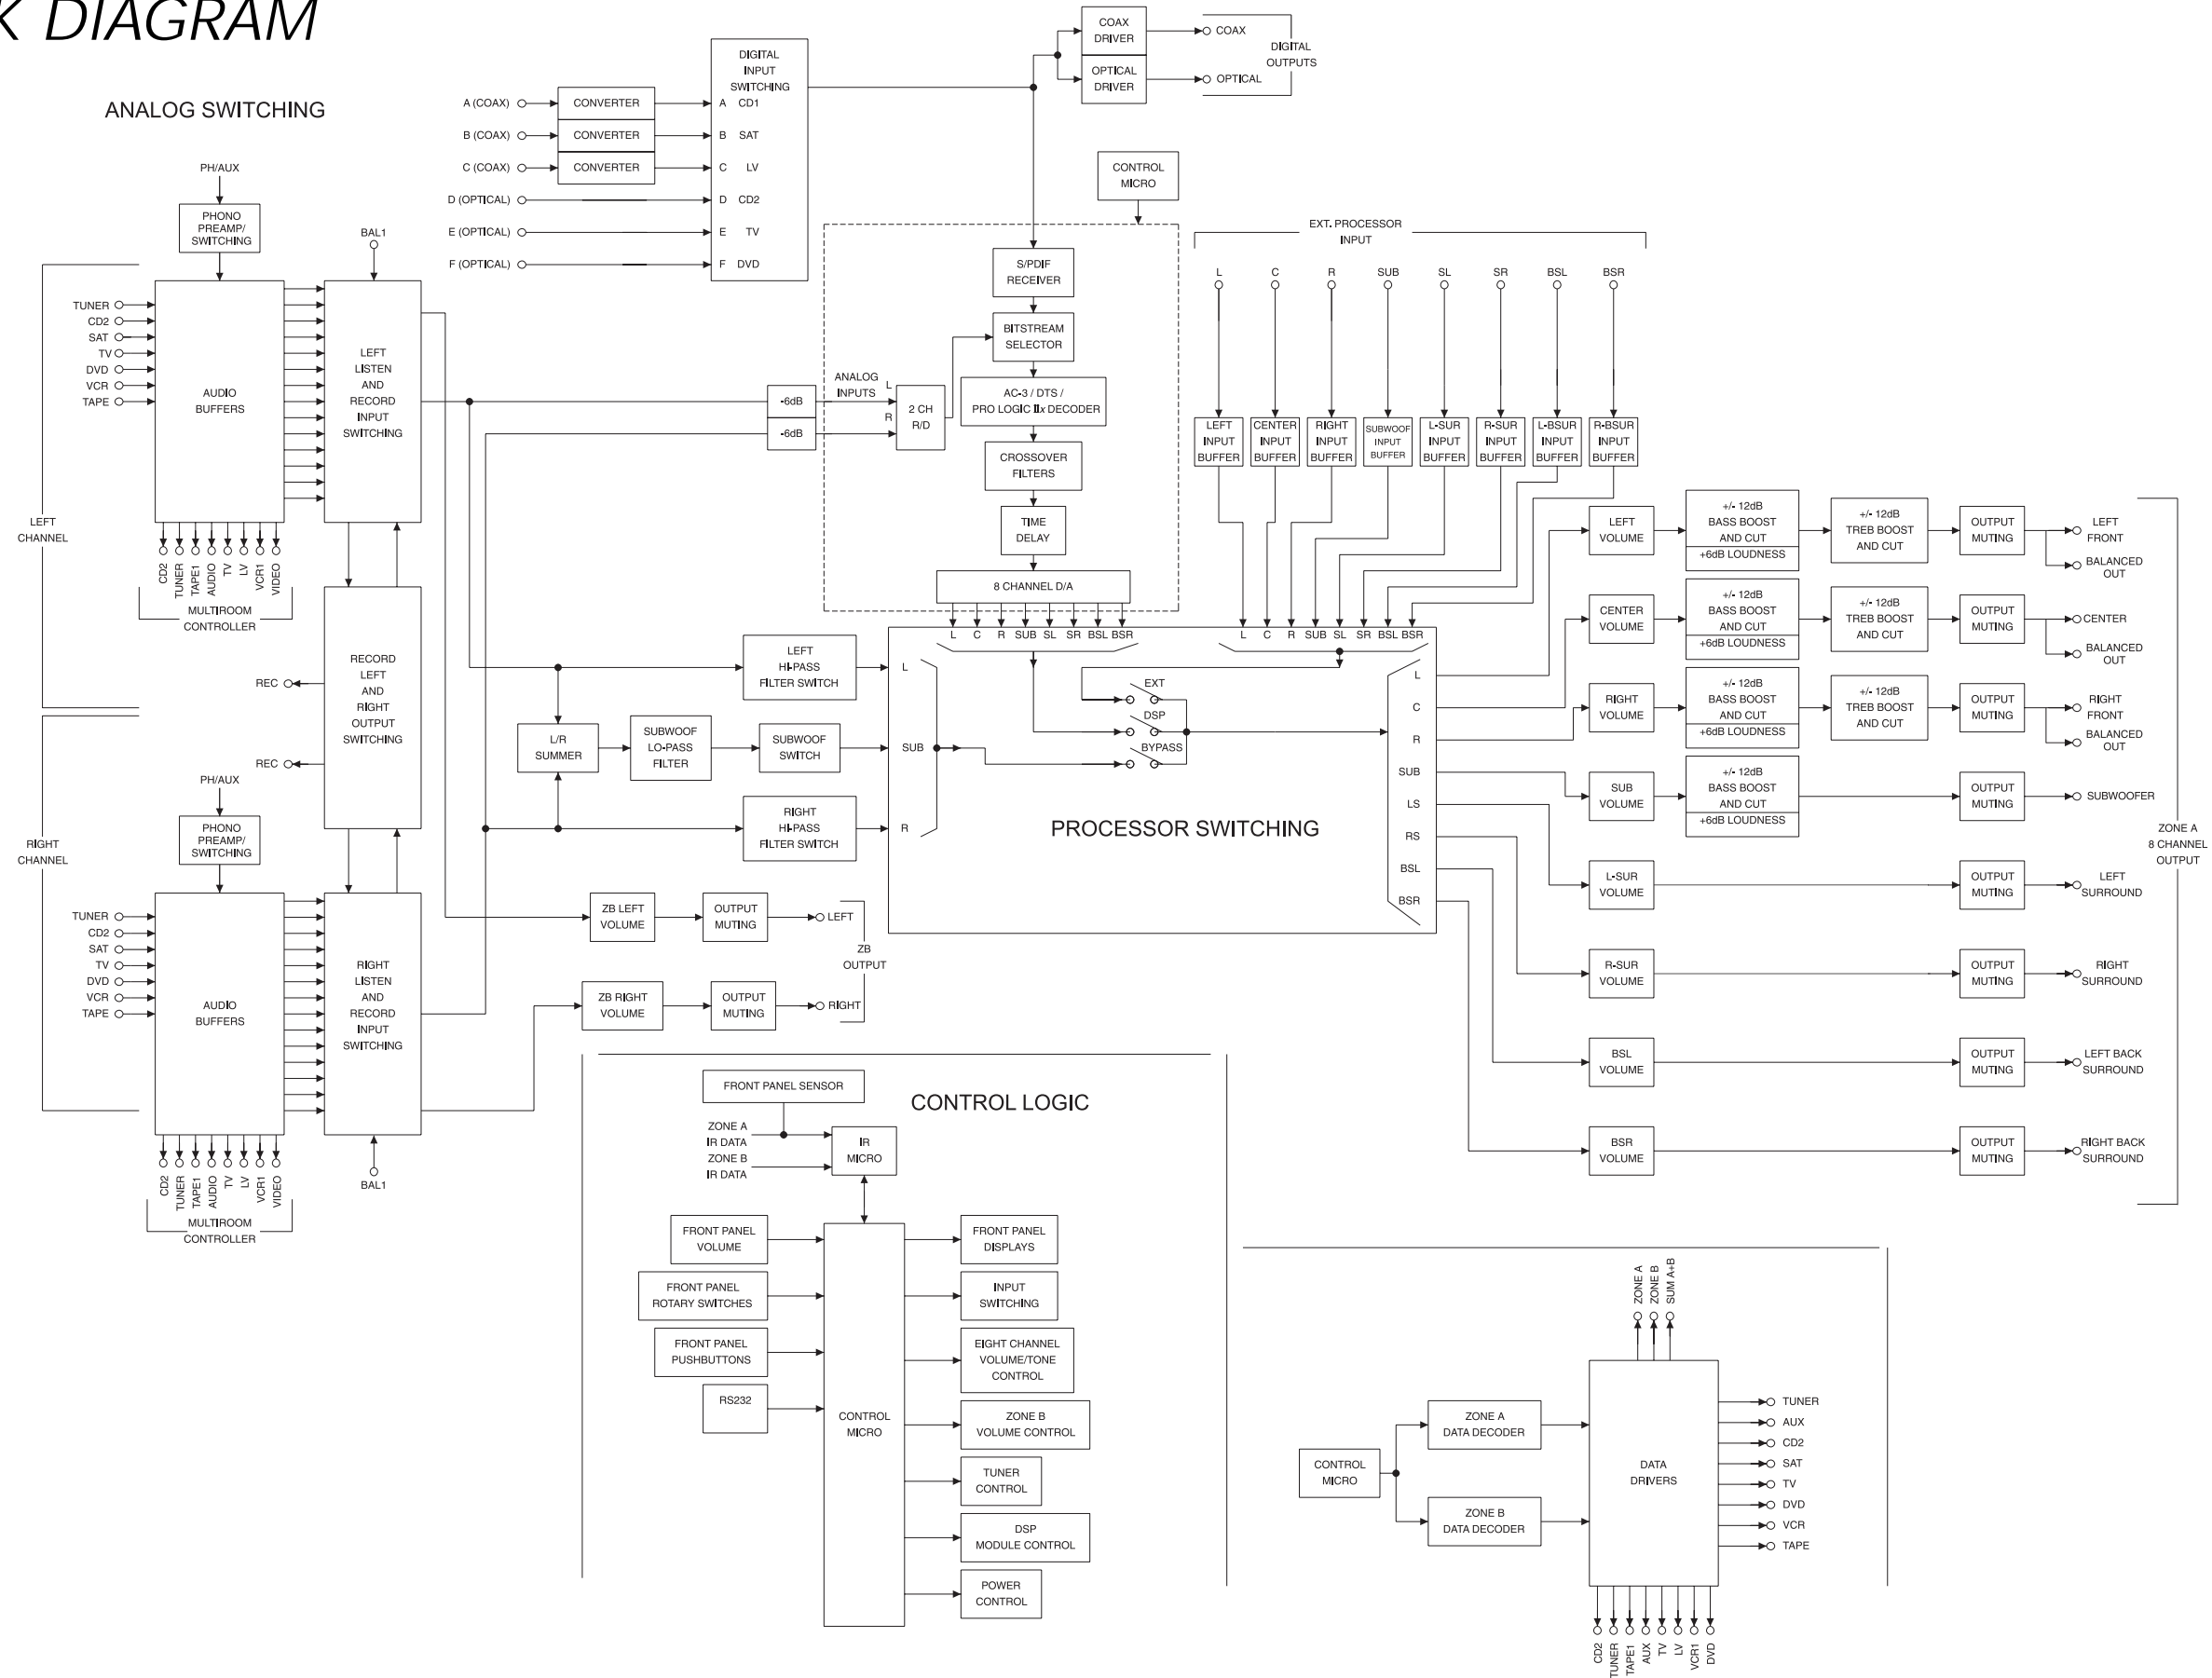 K DIAGRAM
ANALOG SWITCHING
PH/AUX
PHONO
PREAMP/
SWITCHING
BAL1
TUNER
CD2
SAT
TV
DVD
VCR
TAPE
AUDIO
BUFFERS
LEFT
LISTEN
AND
RECORD
INPUT
SWITCHING
LEFT
CHANNEL
CD2
TUNER
TAPE1
AUDIO
TV
LV
VCR1
VIDEO
MULTIROOM
CONTROLLER
RECORD
LEFT
AND
RIGHT
OUTPUT
SWITCHING
REC
REC
PH/AUX
PHONO
PREAMP/
SWITCHING
RIGHT
CHANNEL
TUNER
CD2
SAT
TV
DVD
VCR
TAPE
AUDIO
BUFFERS
RIGHT
LISTEN
AND
RECORD
INPUT
SWITCHING
BAL1
CD2
TUNER
TAPE1
AUDIO
TV
LV
VCR1
VIDEO
MULTIROOM
CONTROLLER
A (COAX)
B (COAX)
C (COAX)
D (OPTICAL)
E (OPTICAL)
F (OPTICAL)
CONVERTER
CONVERTER
CONVERTER
DIGITAL
INPUT
SWITCHING
A CD1
B SAT
C LV
D CD2
E TV
F DVD
COAX
DRIVER
OPTICAL
DRIVER
COAX
OPTICAL
DIGITAL
OUTPUTS
CONTROL
MICRO
S/PDIF
RECEIVER
BITSTREAM
SELECTOR
AC-3 / DTS /
PRO LOGIC IIx DECODER
CROSSOVER
FILTERS
TIME
DELAY
8 CHANNEL D/A
-6dB
-6dB
ANALOG
INPUTS
L
R
2 CH
R/D
EXT. PROCESSOR
INPUT
L C R SUB SL SR BSL BSR
LEFT
INPUT
BUFFER
CENTER
INPUT
BUFFER
RIGHT
INPUT
BUFFER
SUBWOOF
INPUT
BUFFER
L-SUR
INPUT
BUFFER
R-SUR
INPUT
BUFFER
L-BSUR
INPUT
BUFFER
R-BSUR
INPUT
BUFFER
L C R SUB SL SR BSL BSR
L C R SUB SL SR BSL BSR
LEFT
HI-PASS
FILTER SWITCH
L/R
SUMMER
SUBWOOF
LO-PASS
FILTER
SUBWOOF
SWITCH
RIGHT
HI-PASS
FILTER SWITCH
L
SUB
R
EXT
DSP
BYPASS
PROCESSOR SWITCHING
L
C
R
SUB
LS
RS
BSL
BSR
ZB LEFT
VOLUME
OUTPUT
MUTING
LEFT
ZB
OUTPUT
ZB RIGHT
VOLUME
OUTPUT
MUTING
RIGHT
LEFT
VOLUME
+/- 12dB
BASS BOOST
AND CUT
+6dB LOUDNESS
+/- 12dB
TREB BOOST
AND CUT
OUTPUT
MUTING
LEFT
FRONT
BALANCED
OUT
CENTER
VOLUME
+/- 12dB
BASS BOOST
AND CUT
+6dB LOUDNESS
+/- 12dB
TREB BOOST
AND CUT
OUTPUT
MUTING
CENTER
BALANCED
OUT
RIGHT
VOLUME
+/- 12dB
BASS BOOST
AND CUT
+6dB LOUDNESS
+/- 12dB
TREB BOOST
AND CUT
OUTPUT
MUTING
RIGHT
FRONT
BALANCED
OUT
SUB
VOLUME
+/- 12dB
BASS BOOST
AND CUT
+6dB LOUDNESS
OUTPUT
MUTING
SUBWOOFER
L-SUR
VOLUME
OUTPUT
MUTING
LEFT
SURROUND
R-SUR
VOLUME
OUTPUT
MUTING
RIGHT
SURROUND
BSL
VOLUME
OUTPUT
MUTING
LEFT BACK
SURROUND
BSR
VOLUME
OUTPUT
MUTING
RIGHT BACK
SURROUND
ZONE A
8 CHANNEL
OUTPUT
CONTROL LOGIC
FRONT PANEL SENSOR
ZONE A
IR DATA
ZONE B
IR DATA
IR
MICRO
FRONT PANEL
VOLUME
FRONT PANEL
ROTARY SWITCHES
FRONT PANEL
PUSHBUTTONS
RS232
CONTROL
MICRO
FRONT PANEL
DISPLAYS
INPUT
SWITCHING
EIGHT CHANNEL
VOLUME/TONE
CONTROL
ZONE B
VOLUME CONTROL
TUNER
CONTROL
DSP
MODULE CONTROL
POWER
CONTROL
CONTROL
MICRO
ZONE A
DATA DECODER
ZONE B
DATA DECODER
ZONE A
ZONE B
SUM A+B
DATA
DRIVERS
TUNER
AUX
CD2
SAT
TV
DVD
VCR
TAPE
CD2
TUNER
TAPE1
AUX
TV
LV
VCR1
DVD